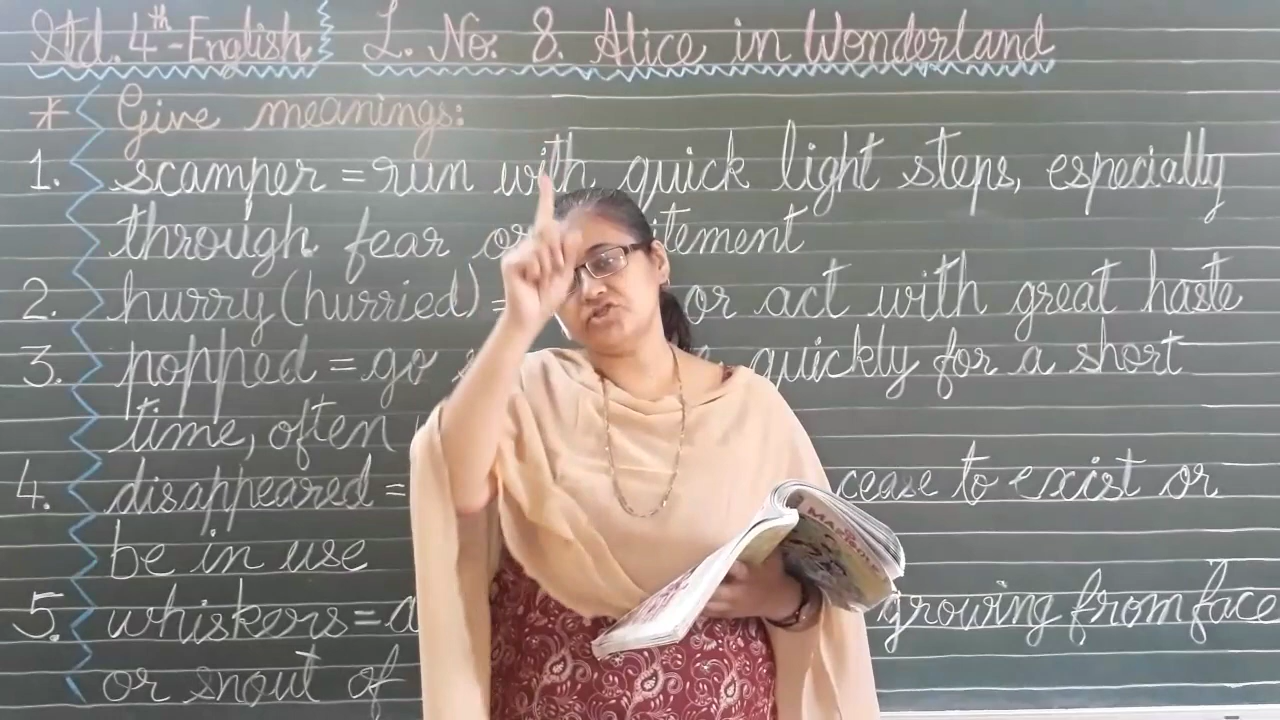 Std. 4th-English L. No. 8. Alice in Wonderland
* Give meanings:
1. scamper = run with quick light steps, especially
through fear or itement
2. hurry (hurried) = or act with great haste
3. popped = go quickly for a short
time, often
4. disappeared = cease to exist or
be in use
5. whiskers = a growing from face
or snout of